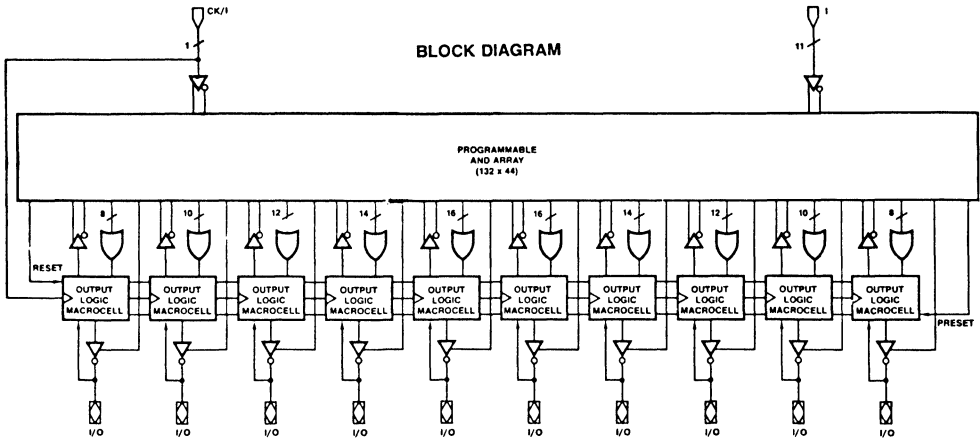 CK/I
I
1
11
BLOCK DIAGRAM
PROGRAMMABLE
AND ARRAY
(132 x 44)
8
10
12
14
16
16
14
12
10
8
RESET
OUTPUT
LOGIC
MACROCELL
OUTPUT
LOGIC
MACROCELL
OUTPUT
LOGIC
MACROCELL
OUTPUT
LOGIC
MACROCELL
OUTPUT
LOGIC
MACROCELL
OUTPUT
LOGIC
MACROCELL
OUTPUT
LOGIC
MACROCELL
OUTPUT
LOGIC
MACROCELL
OUTPUT
LOGIC
MACROCELL
OUTPUT
LOGIC
MACROCELL
PRESET
I/O
I/O
I/O
I/O
I/O
I/O
I/O
I/O
I/O
I/O